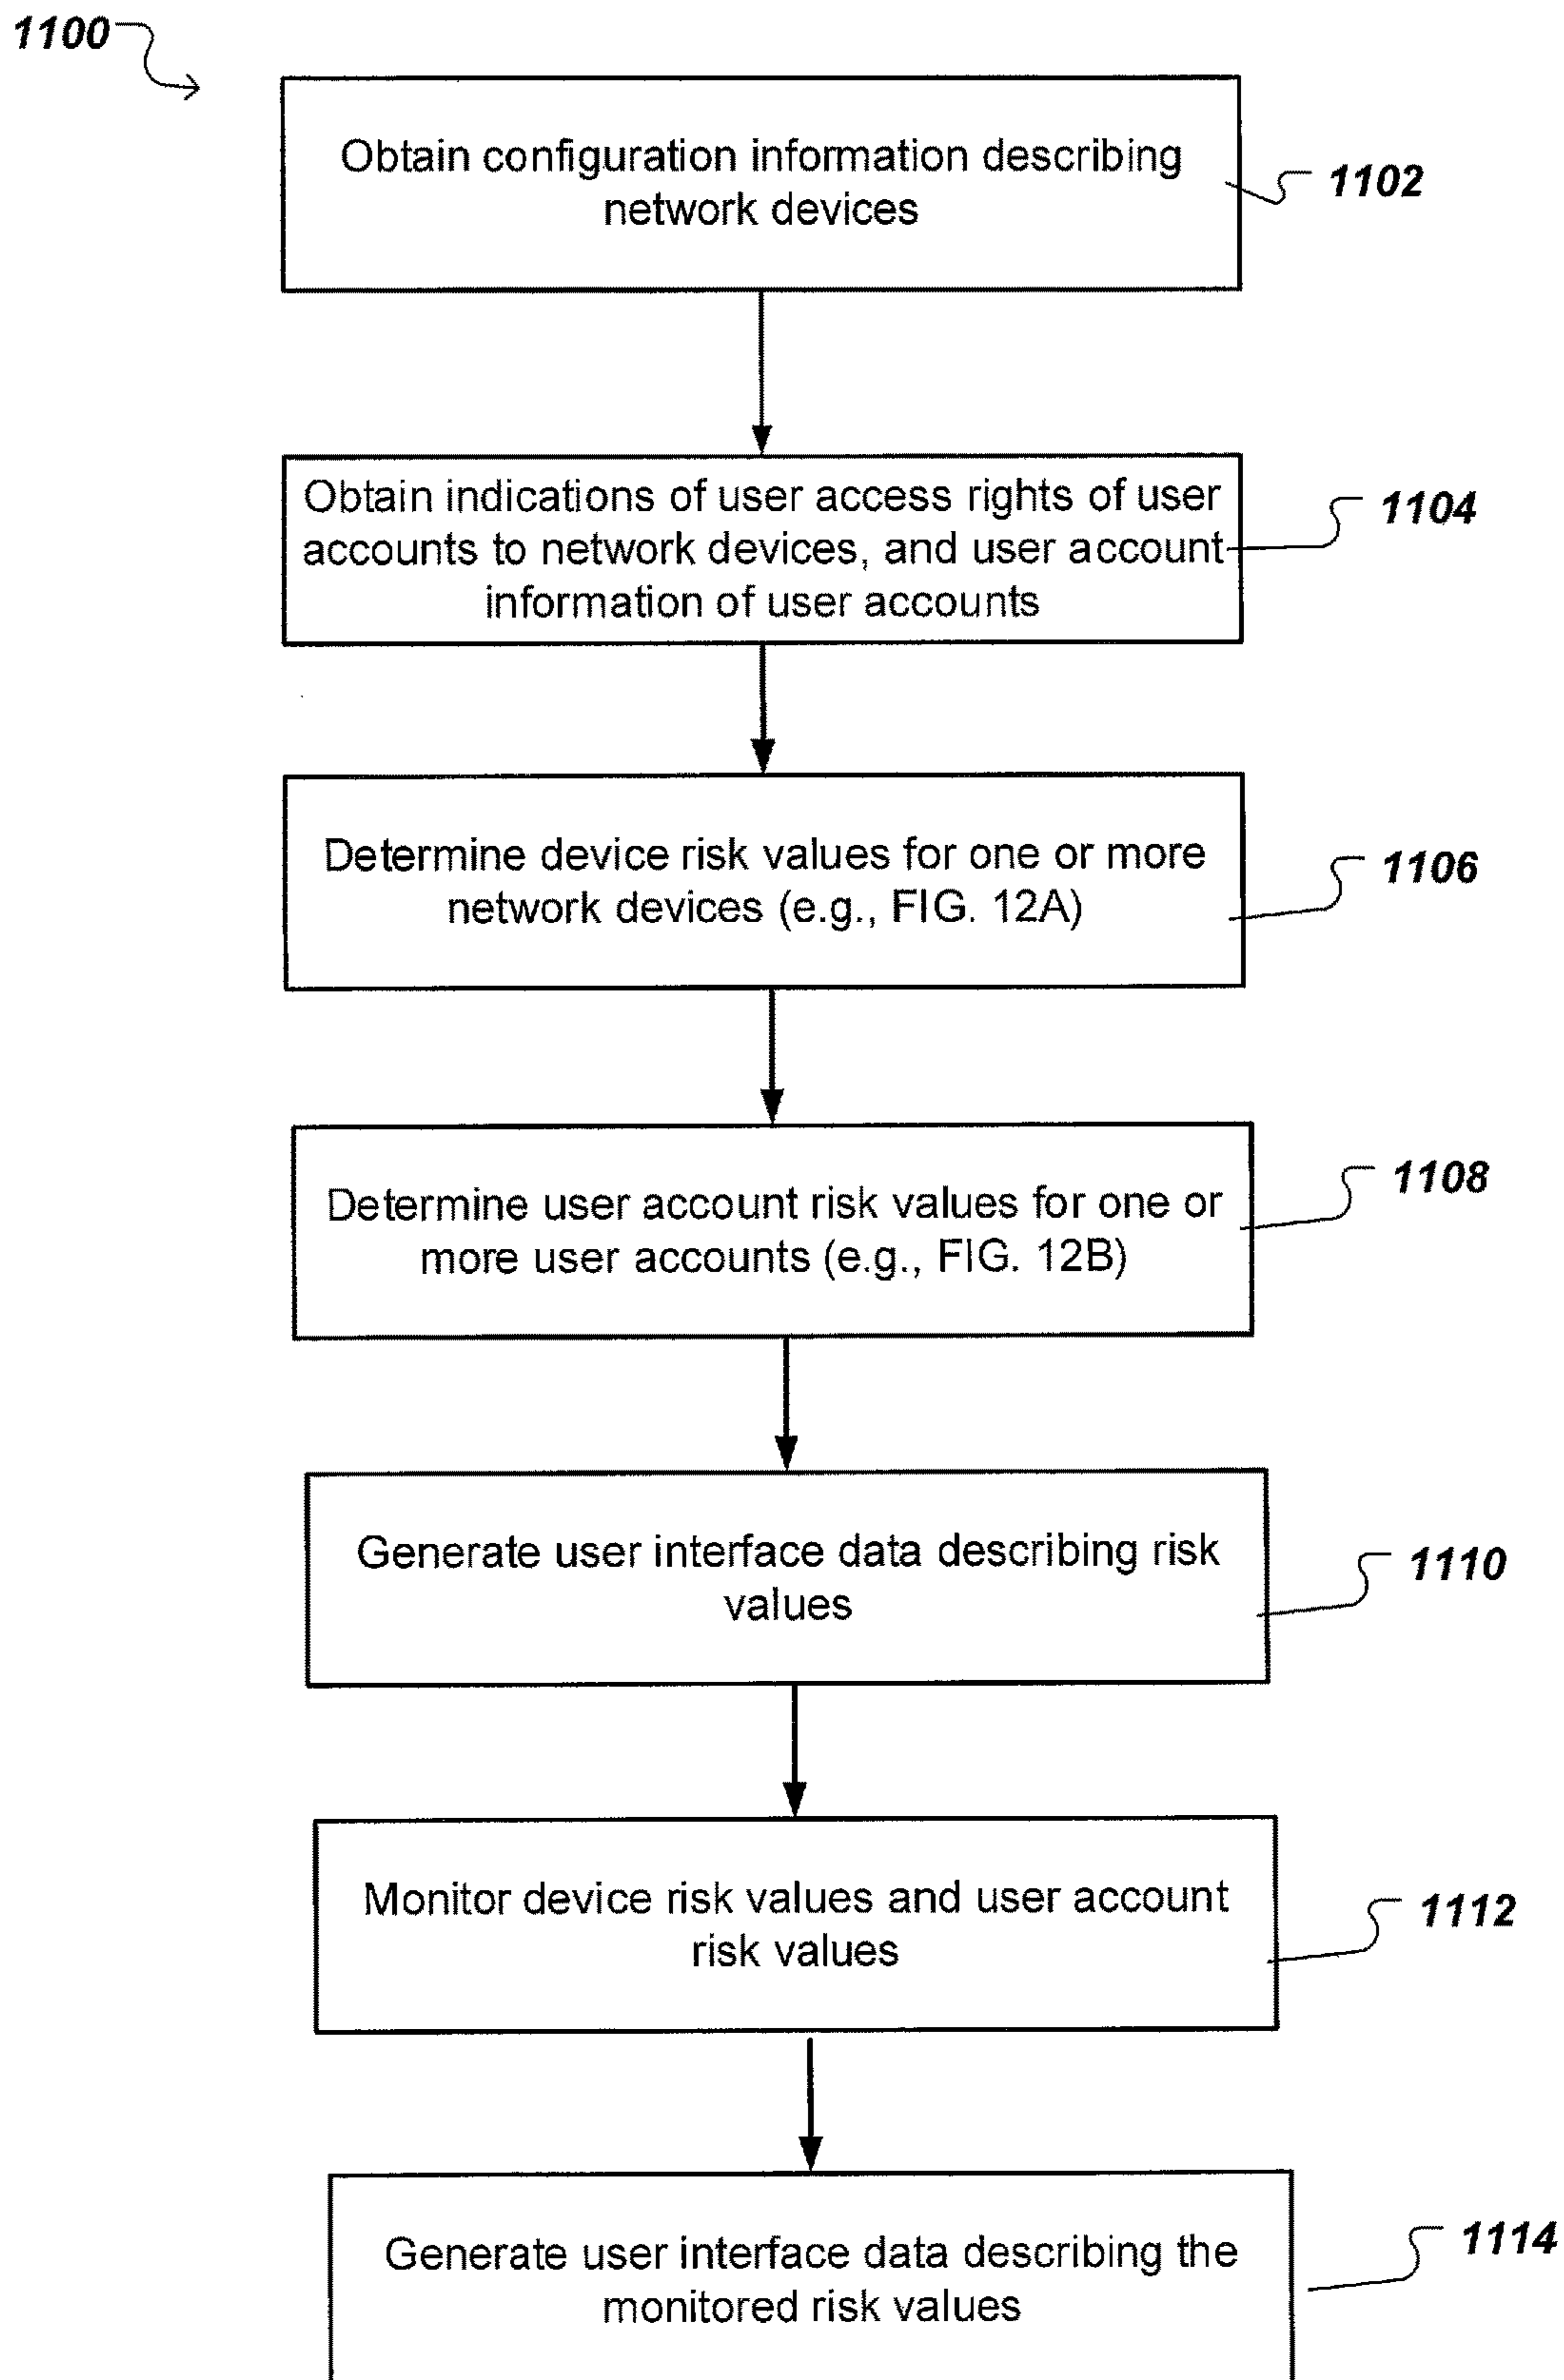 1100
Obtain configuration information describing
network devices
1102
Obtain indications of user access rights of user
accounts to network devices, and user account
information of user accounts
1104
Determine device risk values for one or more
network devices (e.g., FIG. 12A)
1106
Determine user account risk values for one or
more user accounts (e.g., FIG. 12B)
1108
Generate user interface data describing risk
values
1110
Monitor device risk values and user account
risk values
1112
Generate user interface data describing the
monitored risk values
1114